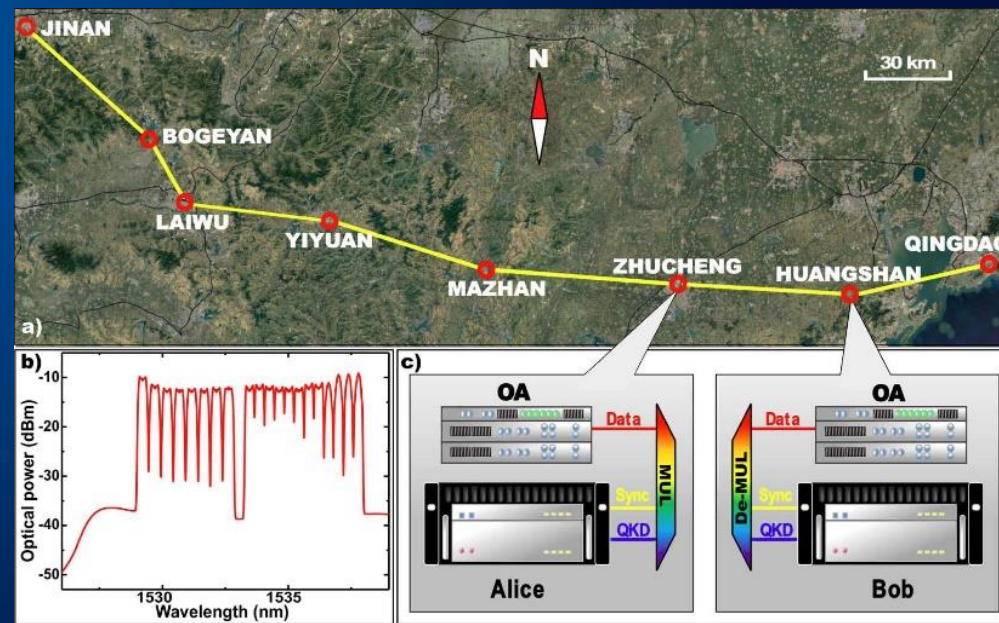 JINAN
N
30 km
BOGEYAN
LAIWU
YIYUAN
QINGDAO
ZHUCHENG
HUANGSHAN
MAZHAN
a)
b)
-10
-20
-30
-40
-50
Optical power (dBm)
1530
1535
Wavelength (nm)
c)
OA
Data
MUL
Sync
QKD
Alice
OA
Data
De-MUL
Sync
QKD
Bob